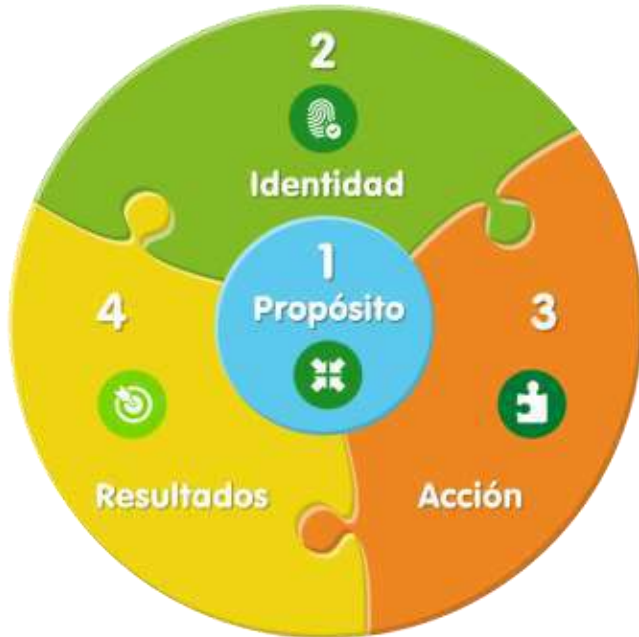 2
Identidad
1
Propósito
3
Acción
4
Resultados